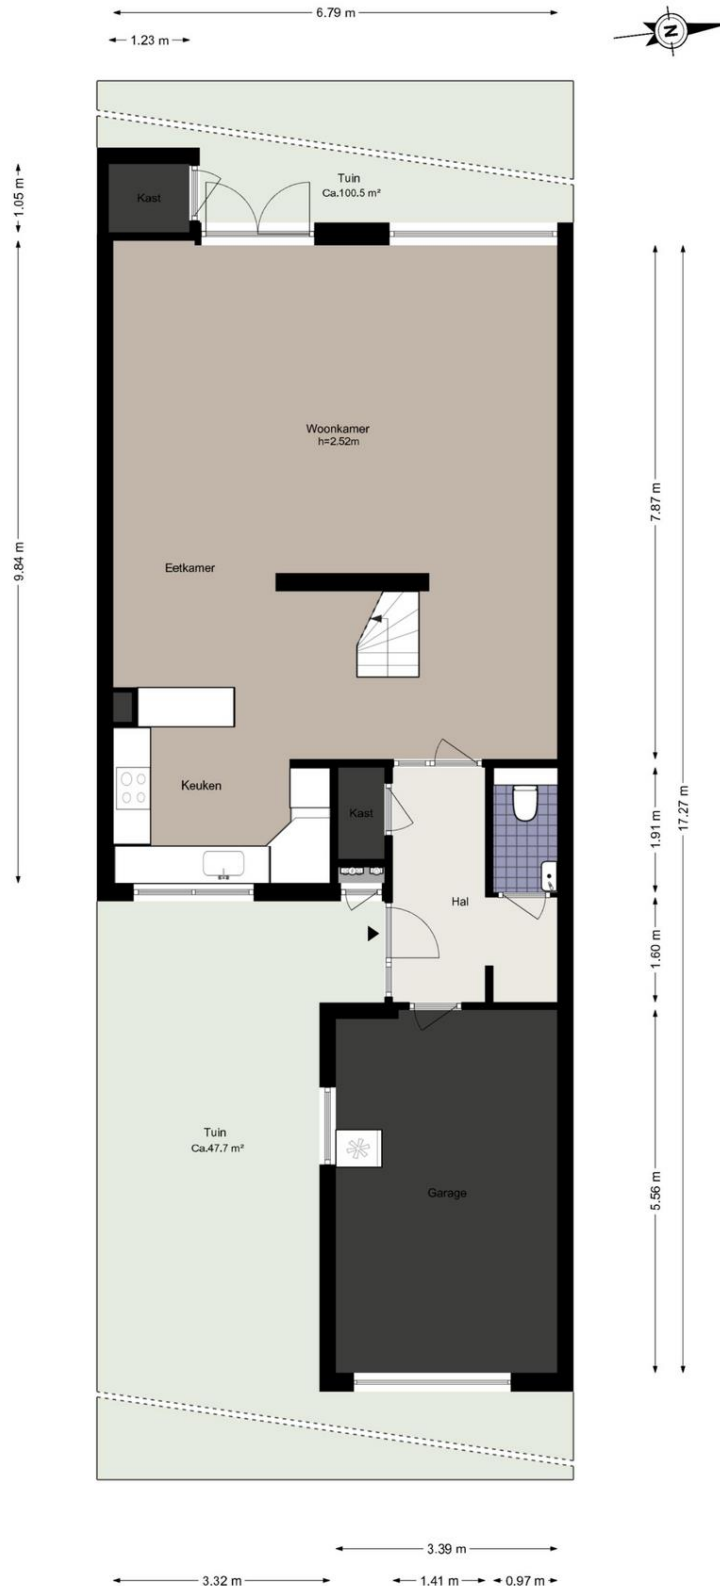 6.79 m
1.23 m
N
1.05 m
Kast
Tuin
Ca.100.5 m²
Woonkamer
h=2.52m
7.87 m
9.84 m
Eetkamer
Keuken
Kast
17.27 m
1.91 m
Hal
1.60 m
Tuin
Ca.47.7 m²
Garage
5.56 m
3.39 m
3.32 m
1.41 m
0.97 m